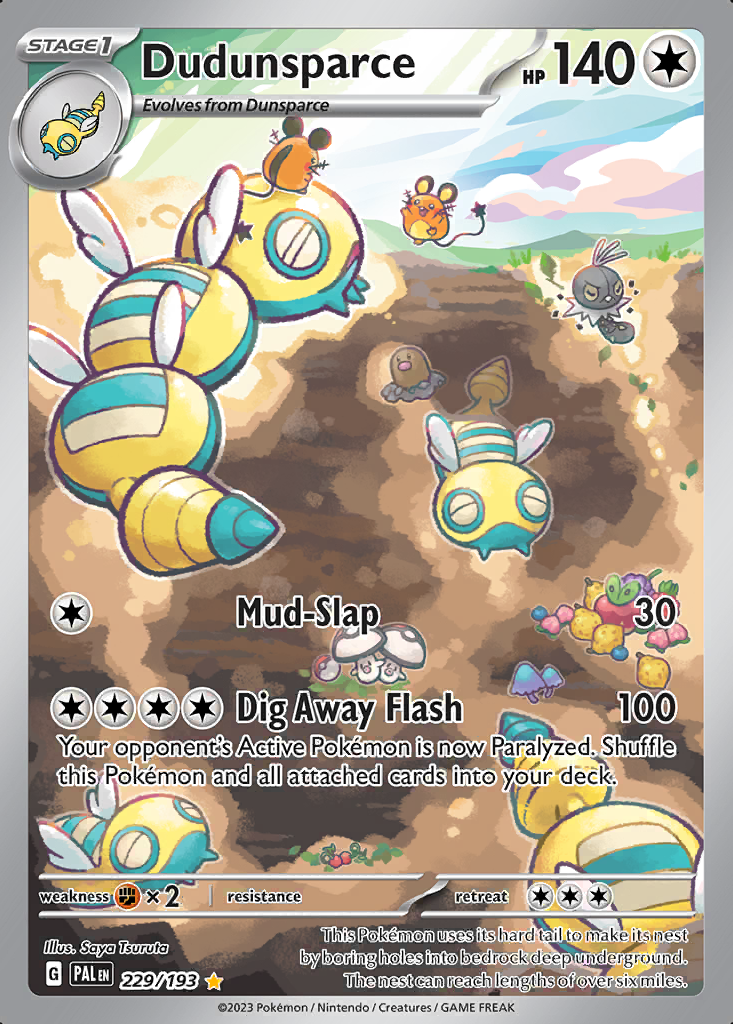 STAGE1
Dudunsparce
HP 140
Evolves from Dunsparce
Mud-Slap 30
Dig Away Flash 100
Your opponent's Active Pokémon is now Paralyzed. Shuffle
this Pokémon and all attached cards into your deck.
weakness ×2 resistance retreat
Illus. Saya Tsuruta
This Pokémon uses its hard tail to make its nest
by boring holes into bedrock deep underground.
The nest can reach lengths of over six miles.
G PAL EN 229/193
©2023 Pokémon / Nintendo / Creatures / GAME FREAK